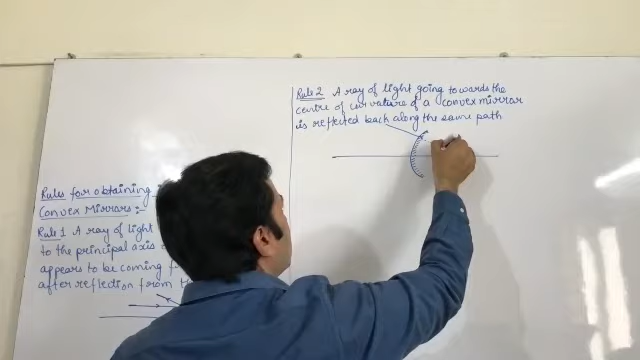 Rules for obtaining
Convex Mirrors:-
Rule 1 A ray of light
to the principal axis
appears to be coming
after reflection from
Rule 2 A ray of light going towards the
centre of curvature of a convex mirror
is reflected back along the same path